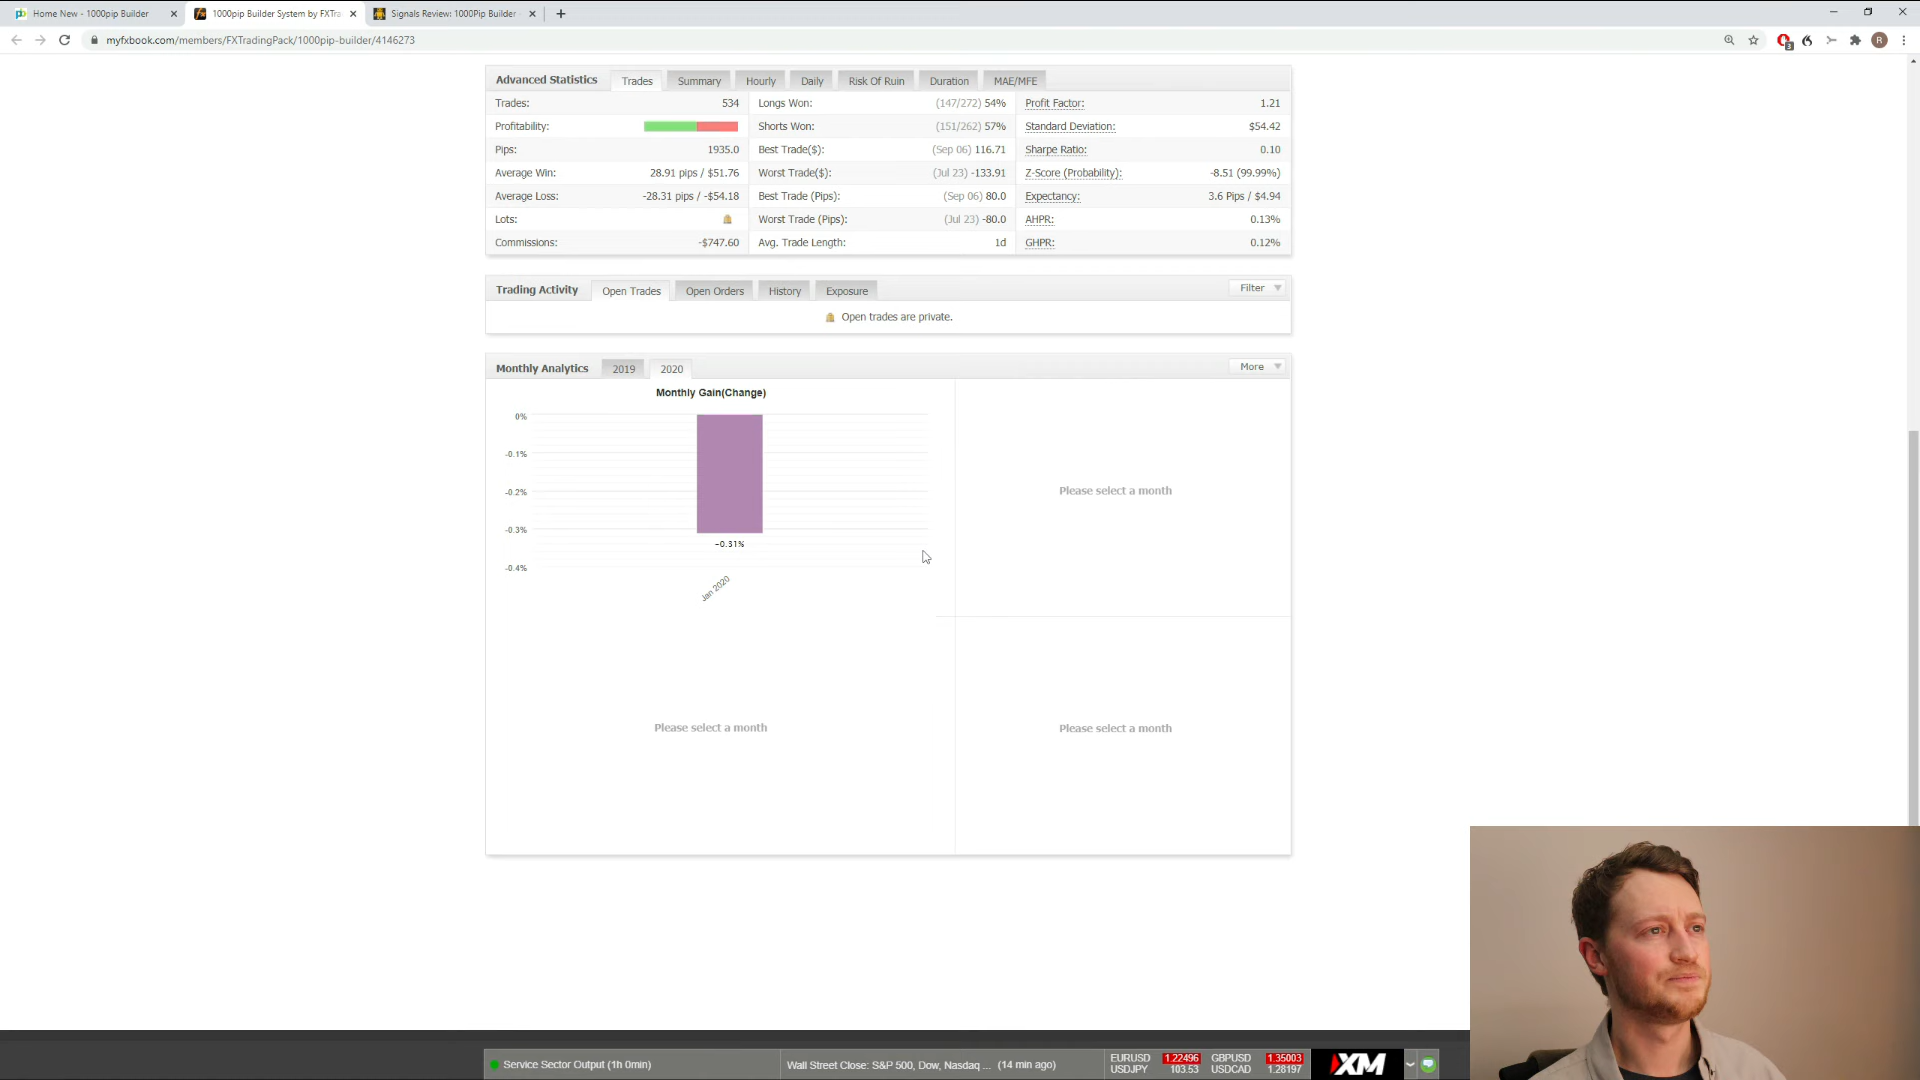 Home New - 1000pip Builder
1000pip Builder System by FXTra
Signals Review: 1000Pip Builder
myfxbook.com/members/FXTradingPack/1000pip-builder/4146273
Advanced Statistics Trades Summary Hourly Daily Risk Of Ruin Duration MAE/MFE
Trades: 534 Longs Won: (147/272) 54% Profit Factor: 1.21
Profitability: Shorts Won: (151/262) 57% Standard Deviation: $54.42
Pips: 1935.0 Best Trade($): (Sep 06) 116.71 Sharpe Ratio: 0.10
Average Win: 28.91 pips / $51.76 Worst Trade($): (Jul 23) -133.91 Z-Score (Probability): -8.51 (99.99%)
Average Loss: -28.31 pips / -$54.18 Best Trade (Pips): (Sep 06) 80.0 Expectancy: 3.6 Pips / $4.94
Lots: Worst Trade (Pips): (Jul 23) -80.0 AHPR: 0.13%
Commissions: -$747.60 Avg. Trade Length: 1d GHPR: 0.12%
Trading Activity Open Trades Open Orders History Exposure Filter
Open trades are private.
Monthly Analytics 2019 2020 More
Monthly Gain(Change)
0%
-0.1%
-0.2%
-0.3%
-0.4%
-0.31%
Jan 2020
Please select a month
Please select a month
Please select a month
Service Sector Output (1h 0min)
Wall Street Close: S&P 500, Dow, Nasdaq ... (14 min ago)
EURUSD 1.22496 GBPUSD 1.35003
USDJPY 103.53 USDCAD 1.28197
XM
R
3